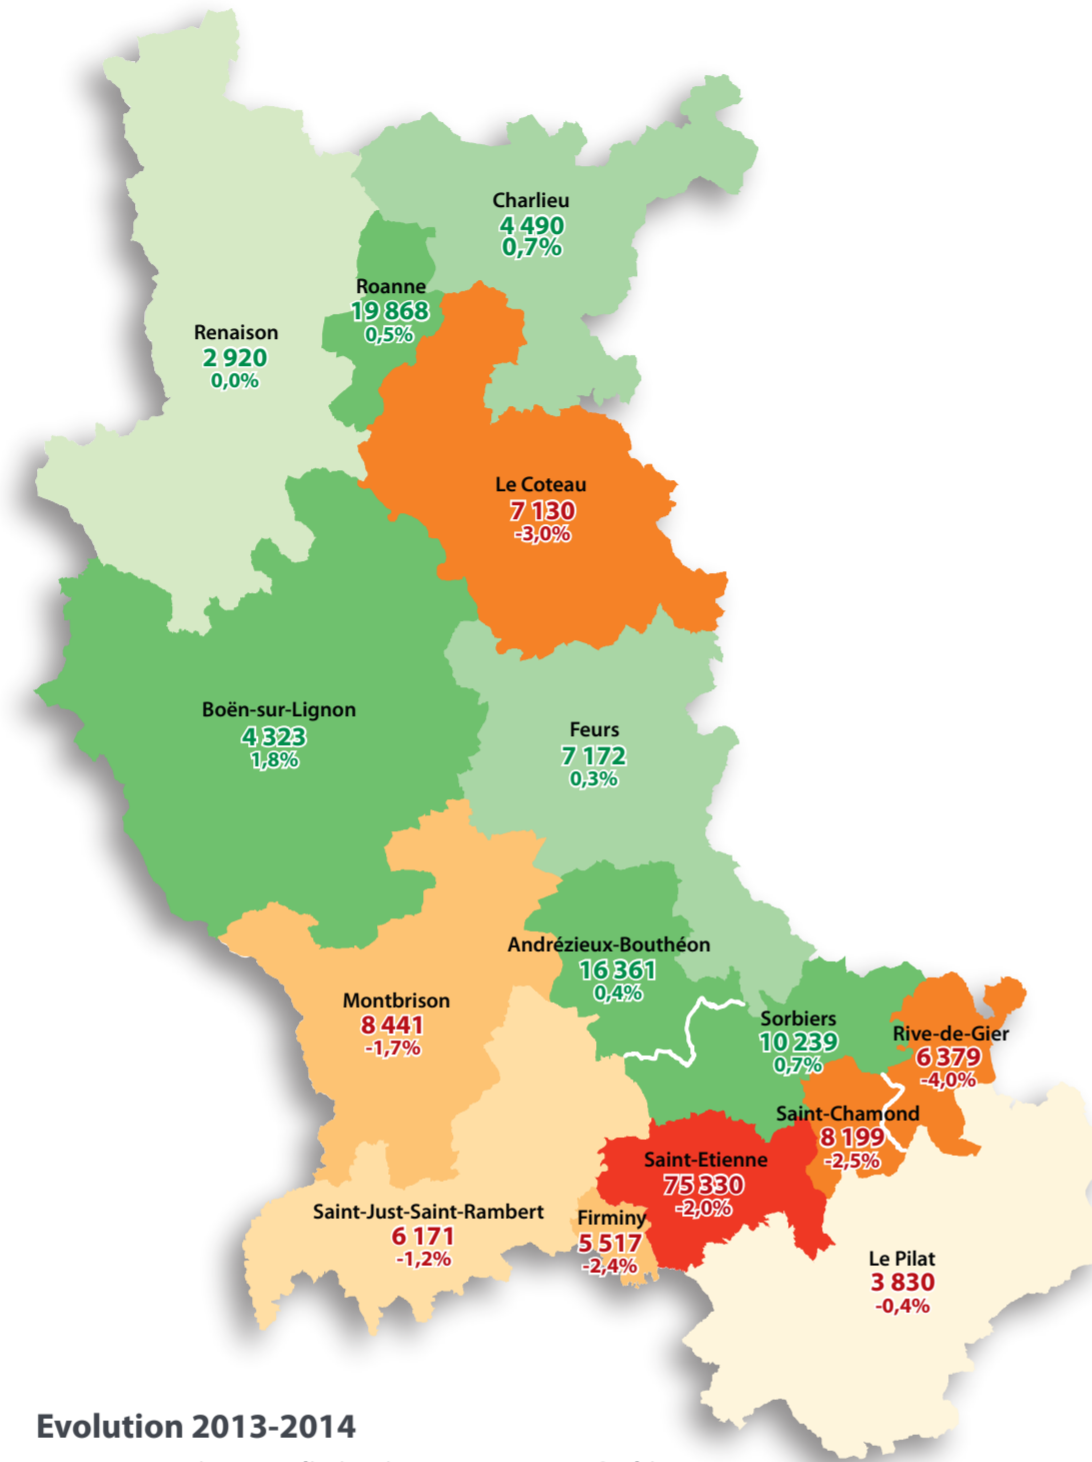 Charlieu
4 490
0,7%
Roanne
19 868
0,5%
Renaison
2 920
0,0%
Le Coteau
7 130
-3,0%
Boën-sur-Lignon
4 323
1,8%
Feurs
7 172
0,3%
Andrézieux-Bouthéon
16 361
0,4%
Montbrison
8 441
-1,7%
Sorbiers
10 239
0,7%
Rive-de-Gier
6 379
-4,0%
Saint-Chamond
8 199
-2,5%
Saint-Etienne
75 330
-2,0%
Saint-Just-Saint-Rambert
6 171
-1,2%
Firminy
5 517
-2,4%
Le Pilat
3 830
-0,4%
Evolution 2013-2014